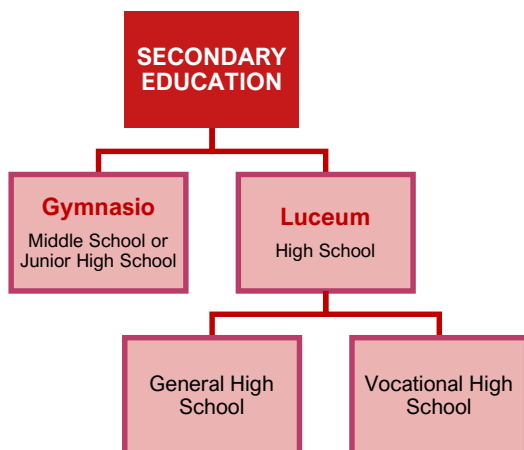 SECONDARY
EDUCATION
Gymnasio
Middle School or
Junior High School
Luceum
High School
General High
School
Vocational High
School